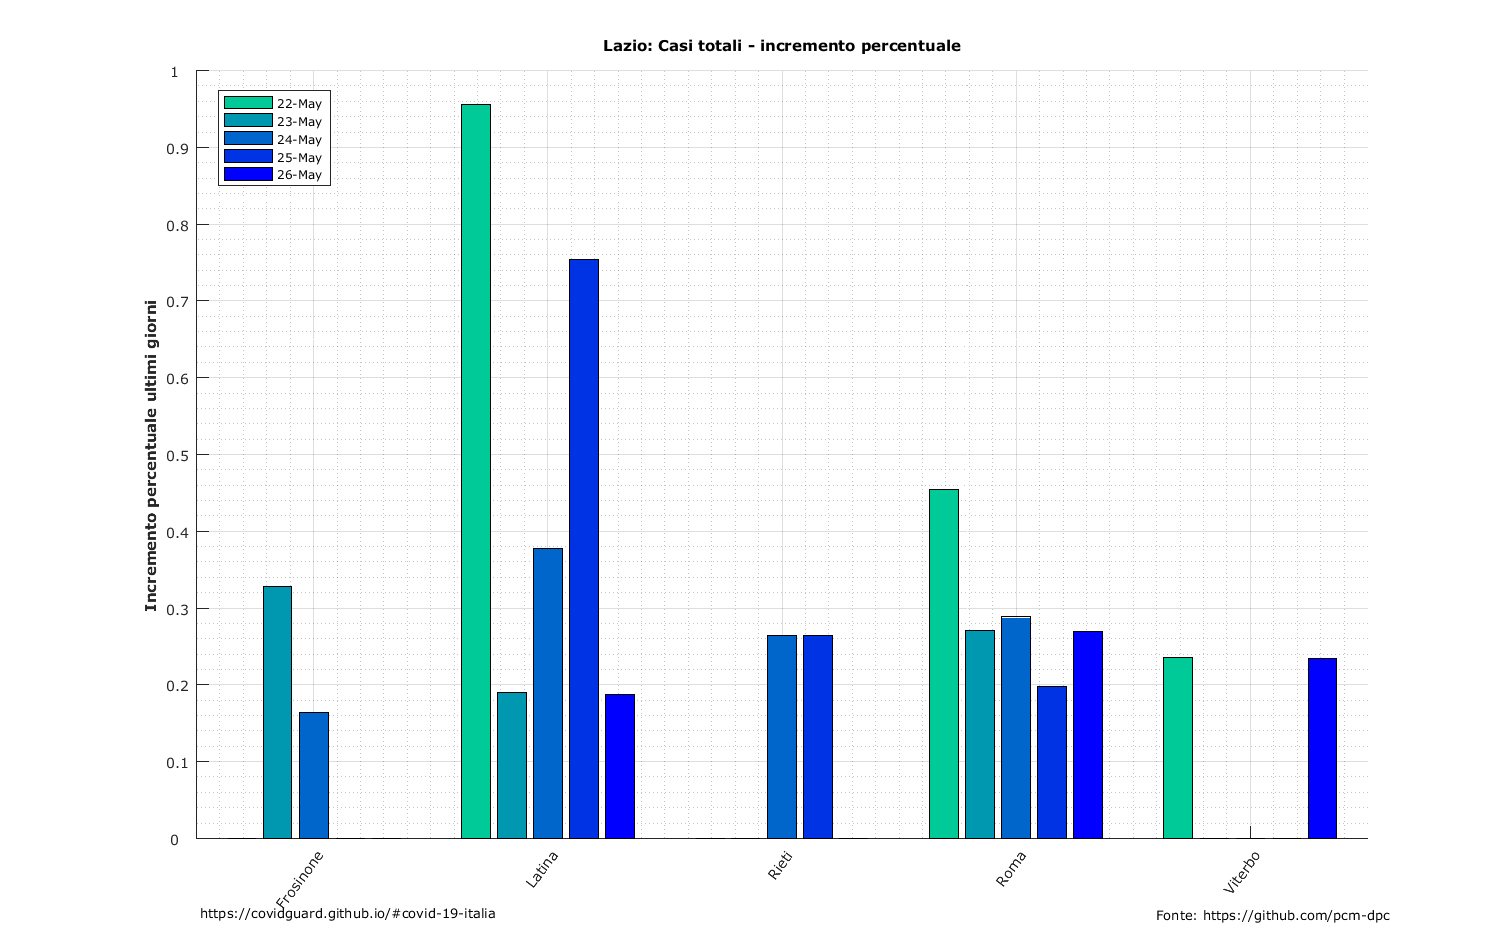 Lazio: Casi totali - incremento percentuale
Incremento percentuale ultimi giorni
1
0.9
0.8
0.7
0.6
0.5
0.4
0.3
0.2
0.1
0
22-May
23-May
24-May
25-May
26-May
Frosinone
Latina
Rieti
Roma
Viterbo
https://covidguard.github.io/#covid-19-italia
Fonte: https://github.com/pcm-dpc